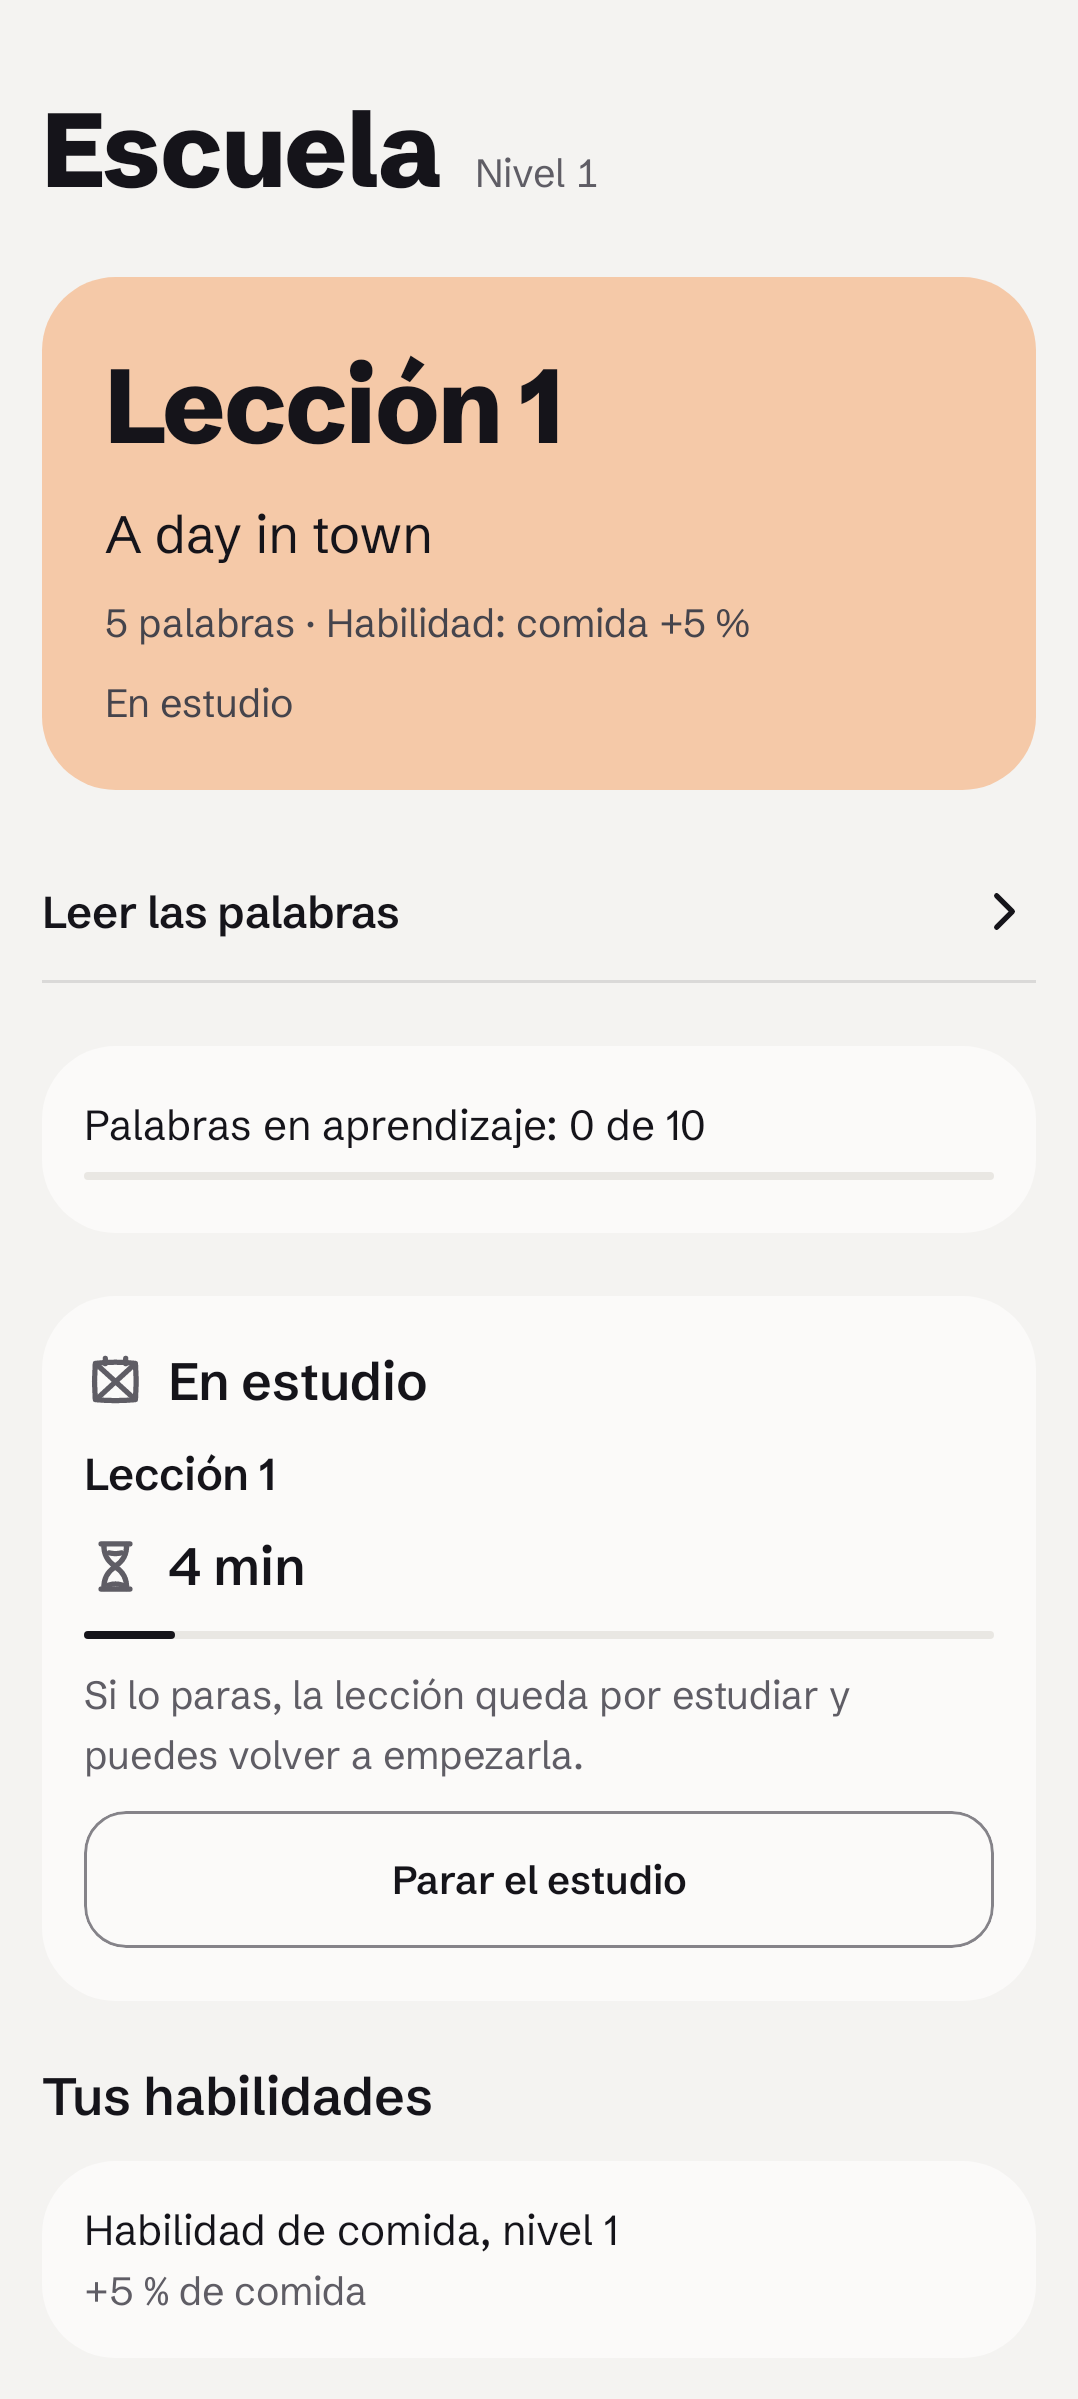 Escuela
Nivel 1
Lección 1
A day in town
5 palabras · Habilidad: comida +5 %
En estudio
Leer las palabras
Palabras en aprendizaje: 0 de 10
En estudio
Lección 1
4 min
Si lo paras, la lección queda por estudiar y
puedes volver a empezarla.
Parar el estudio
Tus habilidades
Habilidad de comida, nivel 1
+5 % de comida